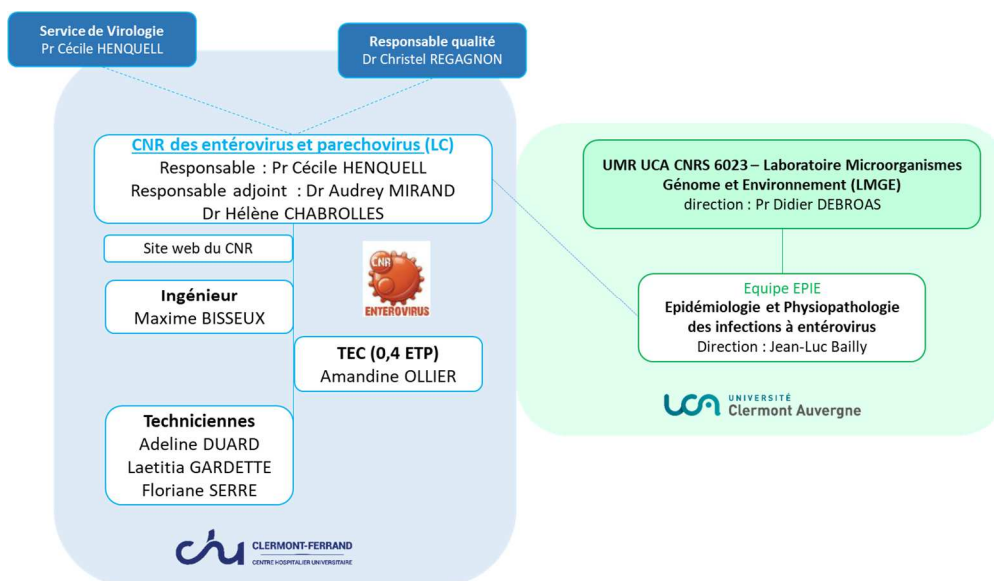 Service de Virologie
Pr Cécile HENQUELL
Responsable qualité
Dr Christel REGAGNON
CNR des entérovirus et parechovirus (LC)
Responsable : Pr Cécile HENQUELL
Responsable adjoint : Dr Audrey MIRAND
Dr Hélène CHABROLLES
Site web du CNR
CNR
ENTEROVIRUS
Ingénieur
Maxime BISSEUX
TEC (0,4 ETP)
Amandine OLLIER
Techniciennes
Adeline DUARD
Laetitia GARDETTE
Floriane SERRE
chu
CLERMONT-FERRAND
CENTRE HOSPITALIER UNIVERSITAIRE
UMR UCA CNRS 6023 – Laboratoire Microorganismes
Génome et Environnement (LMGE)
direction : Pr Didier DEBROAS
Equipe EPIE
Epidémiologie et Physiopathologie
des infections à entérovirus
Direction : Jean-Luc Bailly
UCA
UNIVERSITÉ
Clermont Auvergne